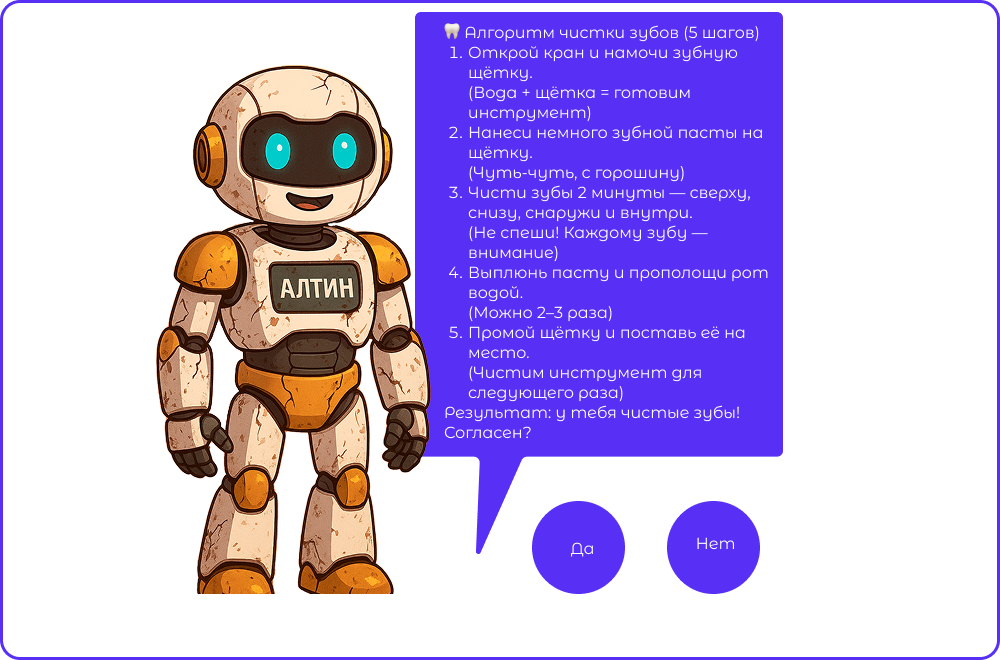 АЛТИН
🦷 Алгоритм чистки зубов (5 шагов)
1. Открой кран и намочи зубную
щётку.
(Вода + щётка = готовим
инструмент)
2. Нанеси немного зубной пасты на
щётку.
(Чуть-чуть, с горошину)
3. Чисти зубы 2 минуты — сверху,
снизу, снаружи и внутри.
(Не спеши! Каждому зубу —
внимание)
4. Выплюнь пасту и прополощи рот
водой.
(Можно 2–3 раза)
5. Промой щётку и поставь её на
место.
(Чистим инструмент для
следующего раза)
Результат: у тебя чистые зубы!
Согласен?
Да
Нет